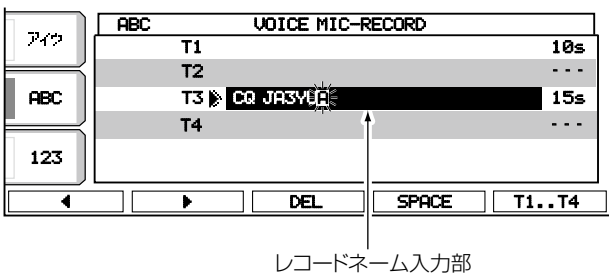 アイウ
ABC
123
ABC VOICE MIC-RECORD
T1 10s
T2 ---
T3 CQ JA3YUA 15s
T4 ---
◀ ▶ DEL SPACE T1..T4
レコードネーム入力部